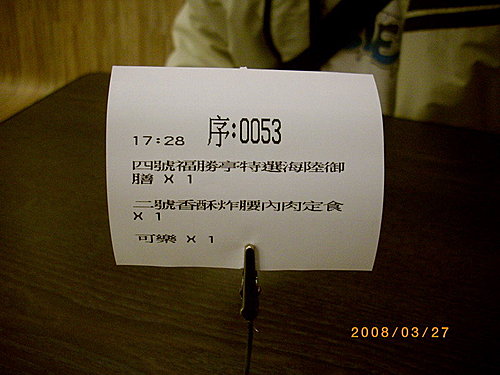 17:28 序:0053
四號福勝亭特選海陸御
膳 X 1
二號香酥炸腰內肉定食
X 1
可樂 X 1
2008/03/27